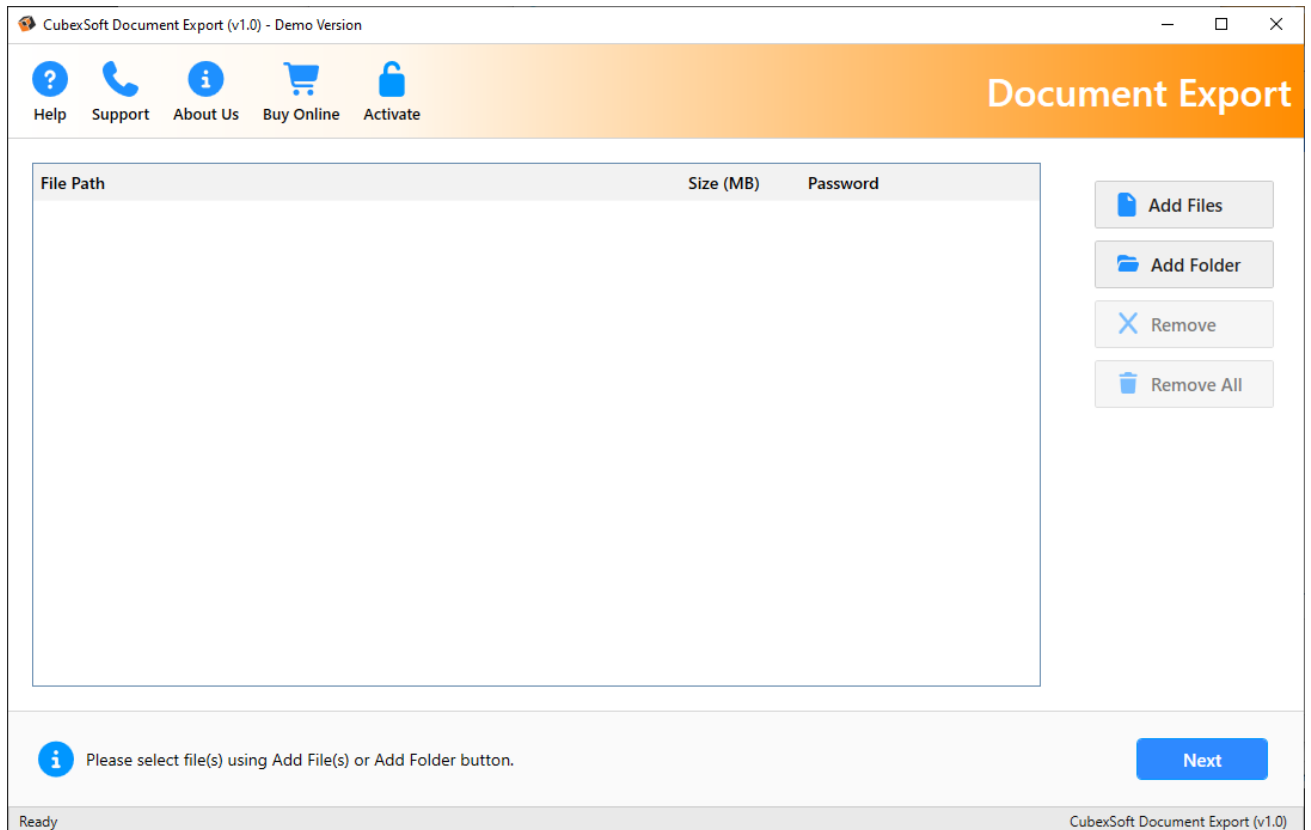 CubexSoft Document Export (v1.0) - Demo Version
Help Support About Us Buy Online Activate
Document Export
File Path Size (MB) Password
Add Files
Add Folder
Remove
Remove All
Please select file(s) using Add File(s) or Add Folder button.
Next
Ready CubexSoft Document Export (v1.0)